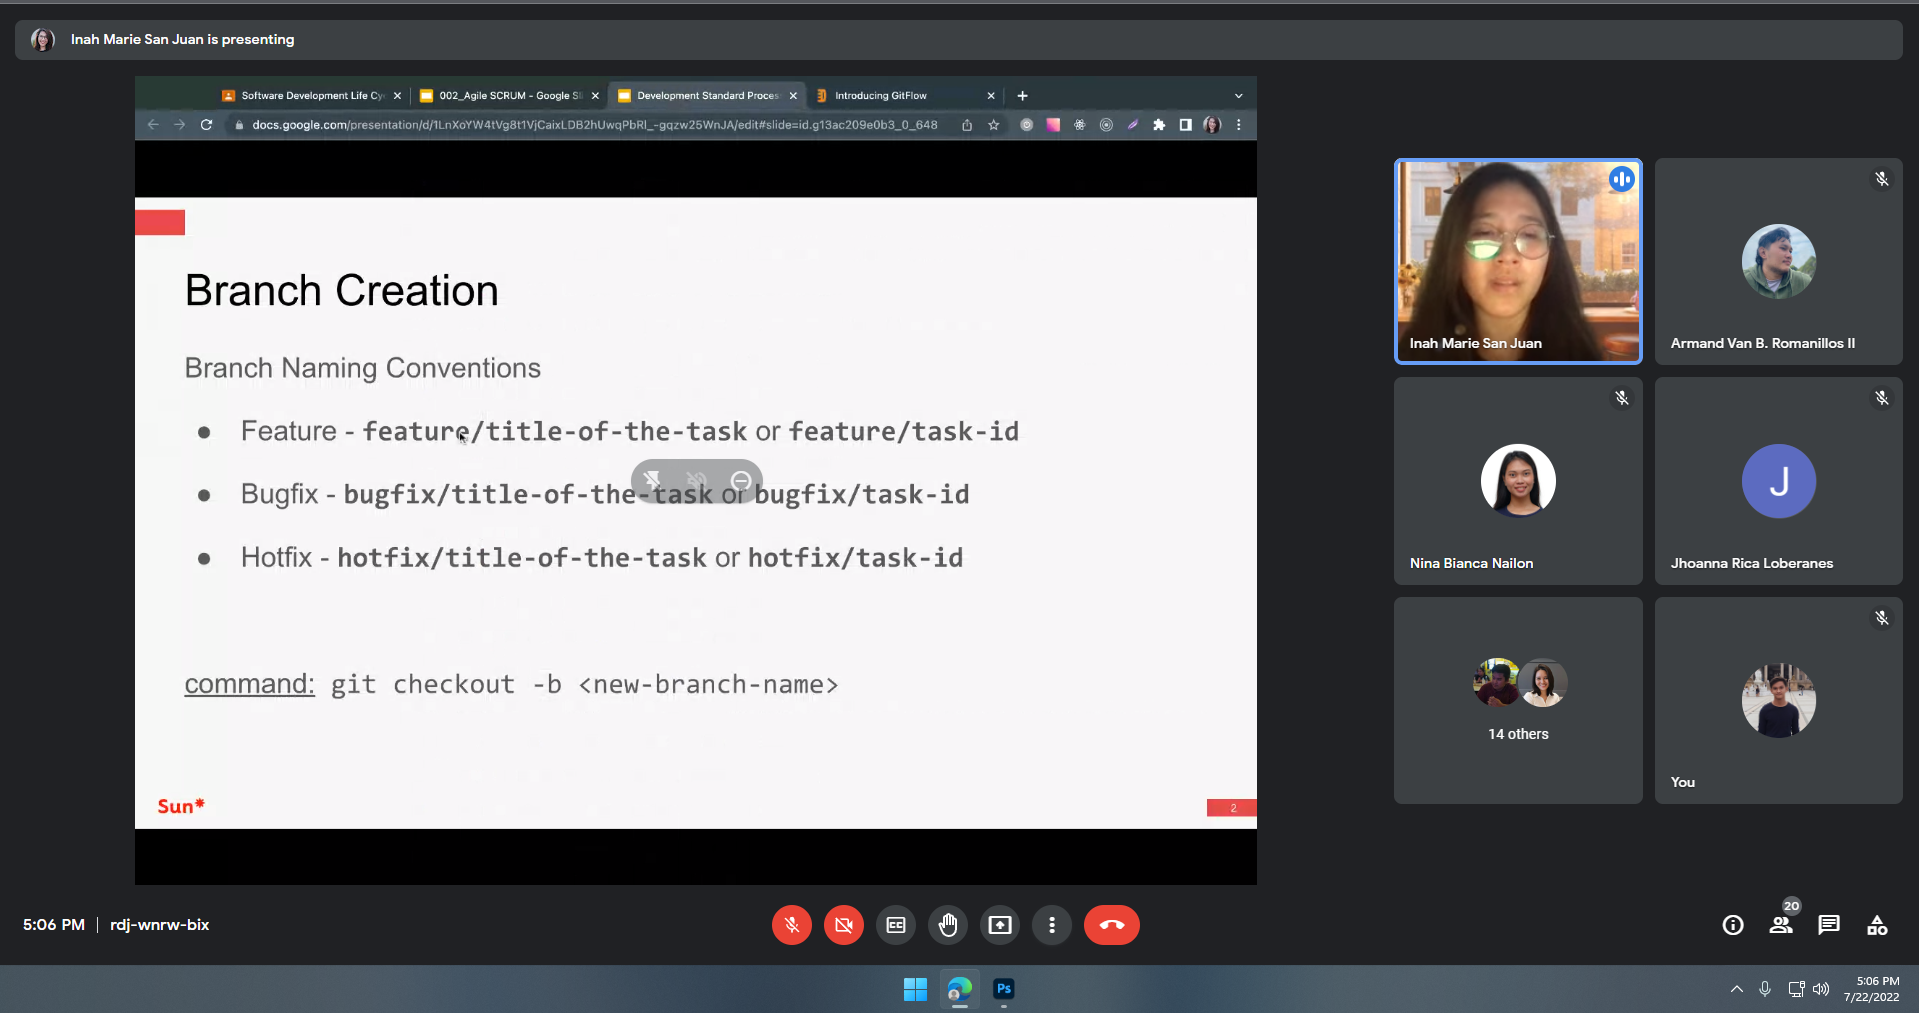 Inah Marie San Juan is presenting
Software Development Life Cy
002_Agile SCRUM - Google Sl
Development Standard Proces
Introducing GitFlow
docs.google.com/presentation/d/1LnXoYW4tVg8t1VjCaixLDB2hUwqPbRI_-gqzw25WnJA/edit#slide=id.g13ac209e0b3_0_648
Branch Creation
Branch Naming Conventions
● Feature - feature/title-of-the-task or feature/task-id
● Bugfix - bugfix/title-of-the-task or bugfix/task-id
● Hotfix - hotfix/title-of-the-task or hotfix/task-id
command: git checkout -b <new-branch-name>
Sun*
2
Inah Marie San Juan
Armand Van B. Romanillos II
Nina Bianca Nailon
J
Jhoanna Rica Loberanes
14 others
You
5:06 PM | rdj-wnrw-bix
CC
20
Ps
5:06 PM
7/22/2022